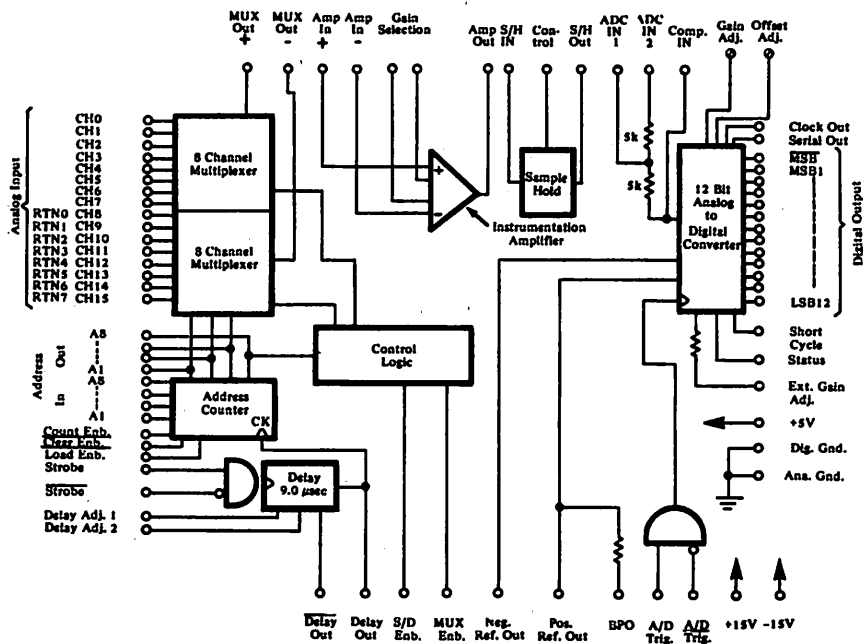 MUX Out +
MUX Out -
Amp In +
Amp In -
Gain Selection
Amp Out
S/H IN
Con- trol
S/H Out
ADC IN 1
ADC IN 2
Comp. IN
Gain Adj.
Offset Adj.
Analog Input
CH0
CH1
CH2
CH3
CH4
CH5
CH6
CH7
RTN0 CH8
RTN1 CH9
RTN2 CH10
RTN3 CH11
RTN4 CH12
RTN5 CH13
RTN6 CH14
RTN7 CH15
8 Channel
Multiplexer
8 Channel
Multiplexer
+
-
Instrumentation
Amplifier
Sample
Hold
5k
5k
12 Bit
Analog
to
Digital
Converter
Clock Out
Serial Out
MSB
MSB1
LSB12
Digital Output
Short
Cycle
Status
Ext. Gain
Adj.
+5V
Dig. Gnd.
Ana. Gnd.
Address
Out
In
A8
A1
A8
A1
Address
Counter
CK
Control
Logic
Count Enb.
Clear Enb.
Load Enb.
Strobe
Strobe
Delay
9.0 µsec
Delay Adj. 1
Delay Adj. 2
Delay Out
Delay Out
S/D Enb.
MUX Enb.
Neg. Ref. Out
Pos. Ref. Out
BPO
A/D Trig.
A/D Trig.
+15V
-15V